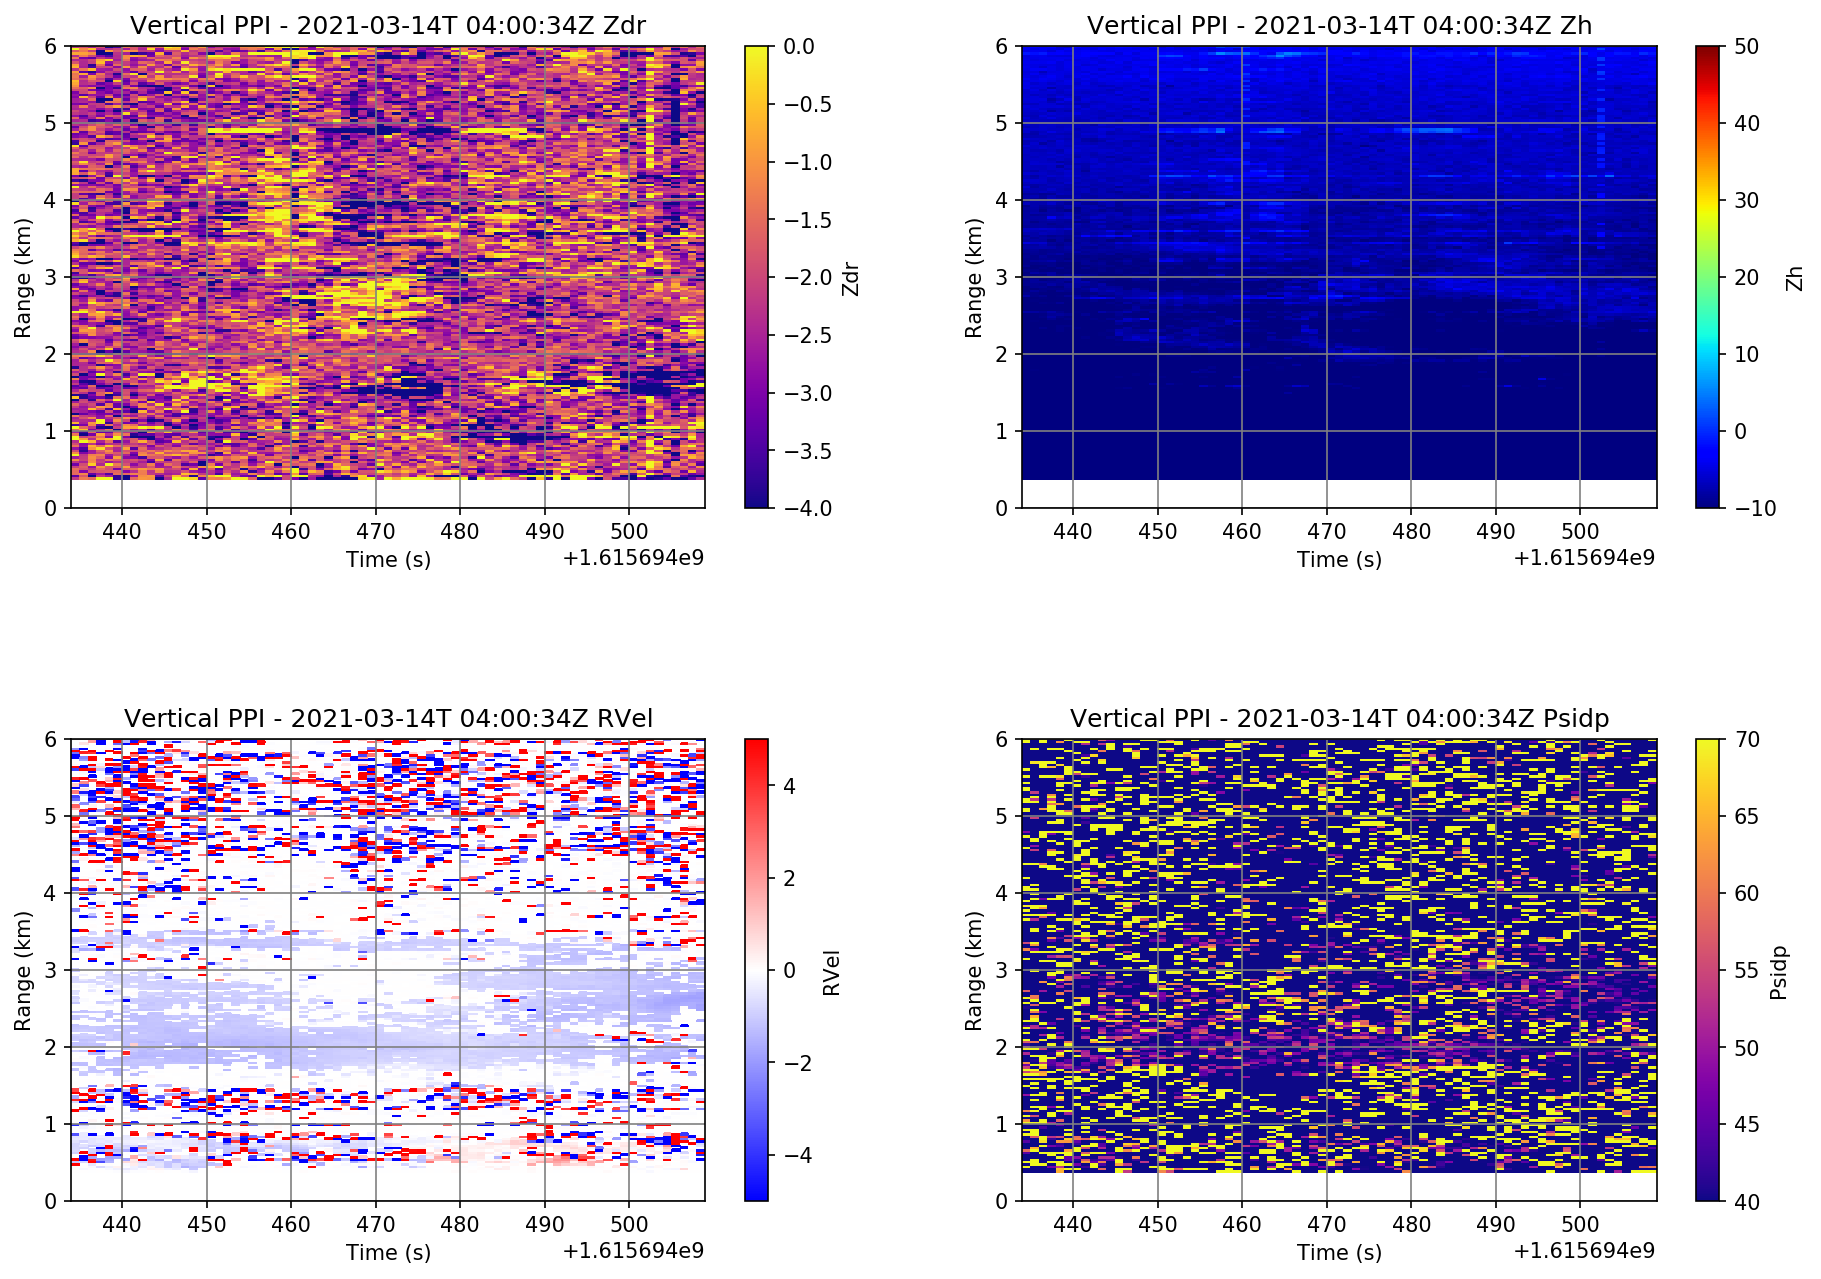 Vertical PPI - 2021-03-14T 04:00:34Z Zdr
6
5
4
3
2
1
0
Range (km)
440 450 460 470 480 490 500
Time (s)
+1.615694e9
0.0
−0.5
−1.0
−1.5
−2.0
−2.5
−3.0
−3.5
−4.0
Zdr
Vertical PPI - 2021-03-14T 04:00:34Z Zh
6
5
4
3
2
1
0
Range (km)
440 450 460 470 480 490 500
Time (s)
+1.615694e9
50
40
30
20
10
0
−10
Zh
Vertical PPI - 2021-03-14T 04:00:34Z RVel
6
5
4
3
2
1
0
Range (km)
440 450 460 470 480 490 500
Time (s)
+1.615694e9
4
2
0
−2
−4
RVel
Vertical PPI - 2021-03-14T 04:00:34Z Psidp
6
5
4
3
2
1
0
Range (km)
440 450 460 470 480 490 500
Time (s)
+1.615694e9
70
65
60
55
50
45
40
Psidp